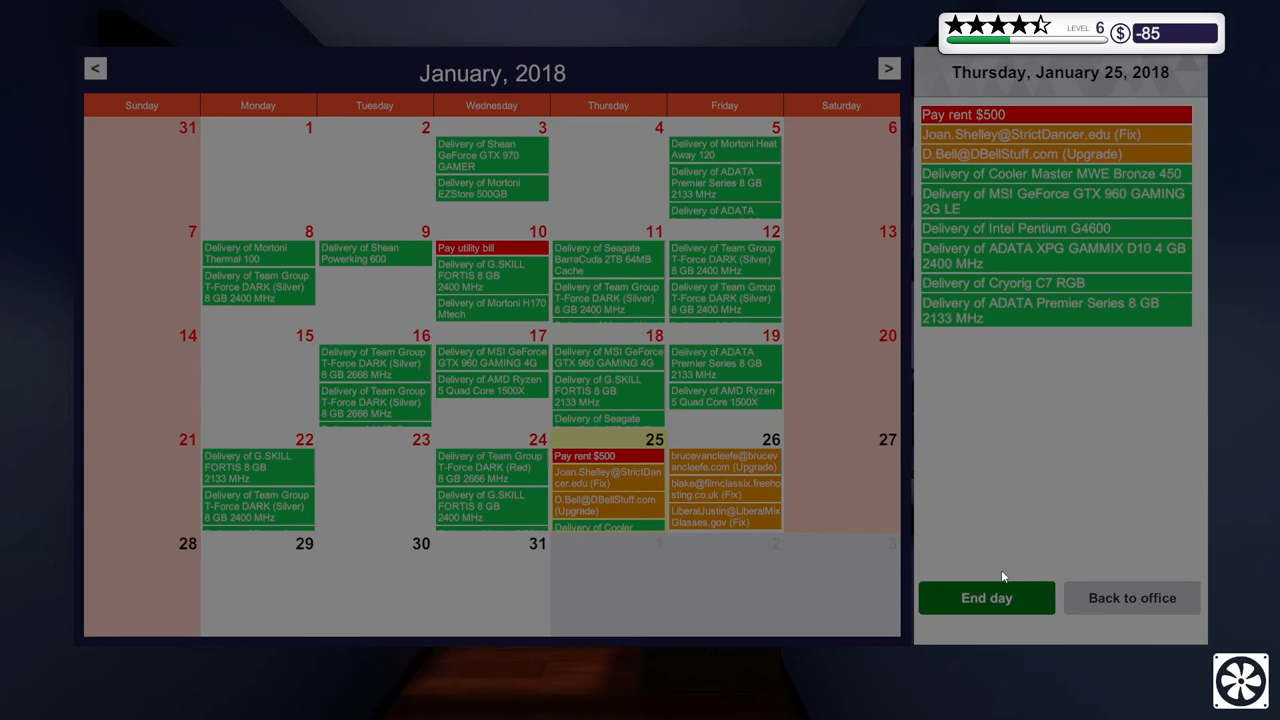 LEVEL 6 $ -85
< January, 2018 >
Thursday, January 25, 2018
Sunday Monday Tuesday Wednesday Thursday Friday Saturday
31 1 2 3 4 5 6
Delivery of Shean
GeForce GTX 970
GAMER
Delivery of Mortoni
EZStore 500GB
Delivery of Mortoni Heat
Away 120
Delivery of ADATA
Premier Series 8 GB
2133 MHz
Delivery of ADATA
7 8 9 10 11 12 13
Delivery of Mortoni
Thermal 100
Delivery of Team Group
T-Force DARK (Silver)
8 GB 2400 MHz
Delivery of Shean
Powerking 600
Pay utility bill
Delivery of G.SKILL
FORTIS 8 GB
2400 MHz
Delivery of Mortoni H170
Mtech
Delivery of Seagate
BarraCuda 2TB 64MB
Cache
Delivery of Team Group
T-Force DARK (Silver)
8 GB 2400 MHz
Delivery of Team Group
T-Force DARK (Silver)
8 GB 2400 MHz
Delivery of Team Group
T-Force DARK (Silver)
8 GB 2400 MHz
14 15 16 17 18 19 20
Delivery of Team Group
T-Force DARK (Silver)
8 GB 2666 MHz
Delivery of Team Group
T-Force DARK (Silver)
8 GB 2666 MHz
Delivery of MSI GeForce
GTX 960 GAMING 4G
Delivery of AMD Ryzen
5 Quad Core 1500X
Delivery of MSI GeForce
GTX 960 GAMING 4G
Delivery of G.SKILL
FORTIS 8 GB
2133 MHz
Delivery of Seagate
Delivery of ADATA
Premier Series 8 GB
2133 MHz
Delivery of AMD Ryzen
5 Quad Core 1500X
21 22 23 24 25 26 27
Delivery of G.SKILL
FORTIS 8 GB
2133 MHz
Delivery of Team Group
T-Force DARK (Silver)
8 GB 2400 MHz
Delivery of Team Group
T-Force DARK (Red)
8 GB 2666 MHz
Delivery of G.SKILL
FORTIS 8 GB
2400 MHz
Pay rent $500
Joan.Shelley@StrictDan
cer.edu (Fix)
D.Bell@DBellStuff.com
(Upgrade)
Delivery of Cooler
brucevancleefe@brucev
ancleefe.com (Upgrade)
blake@filmclassix.freeho
sting.co.uk (Fix)
LiberalJustin@LiberalMix
Glasses.gov (Fix)
28 29 30 31 1 2 3
Pay rent $500
Joan.Shelley@StrictDancer.edu (Fix)
D.Bell@DBellStuff.com (Upgrade)
Delivery of Cooler Master MWE Bronze 450
Delivery of MSI GeForce GTX 960 GAMING
2G LE
Delivery of Intel Pentium G4600
Delivery of ADATA XPG GAMMIX D10 4 GB
2400 MHz
Delivery of Cryorig C7 RGB
Delivery of ADATA Premier Series 8 GB
2133 MHz
End day
Back to office